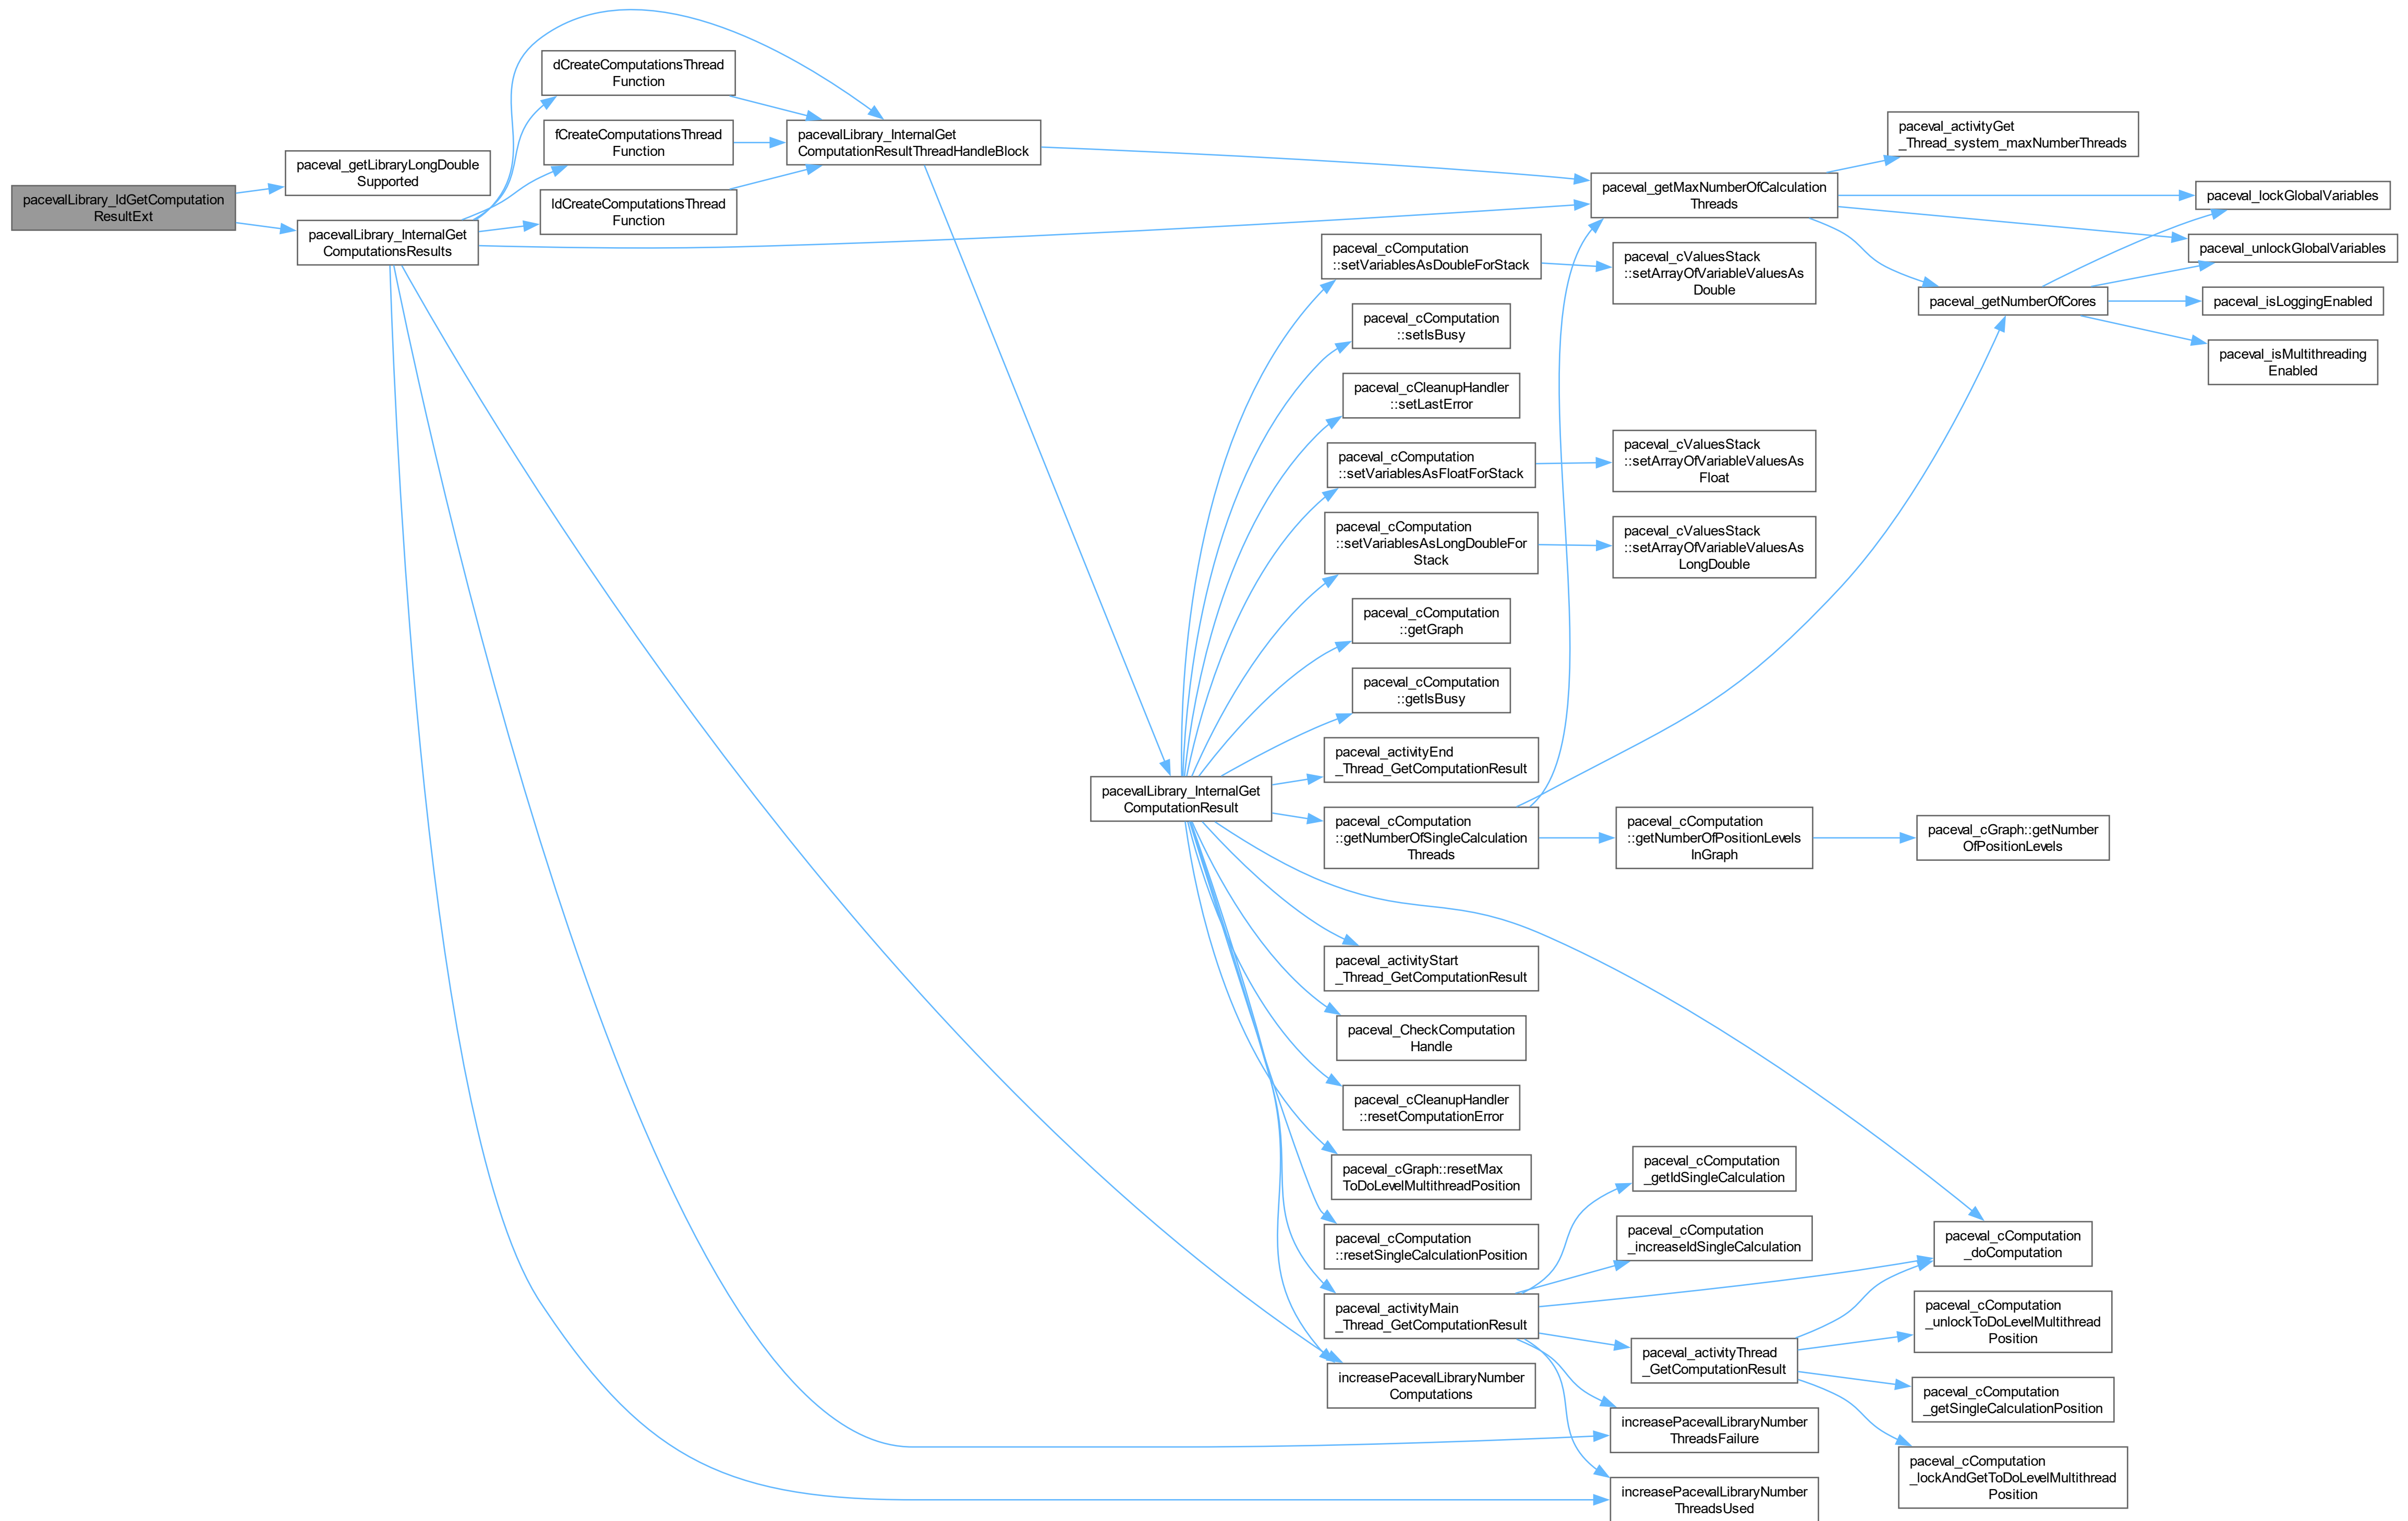 pacevalLibrary_ldGetComputation
ResultExt
paceval_getLibraryLongDouble
Supported
pacevalLibrary_InternalGet
ComputationsResults
dCreateComputationsThread
Function
fCreateComputationsThread
Function
ldCreateComputationsThread
Function
pacevalLibrary_InternalGet
ComputationResultThreadHandleBlock
pacevalLibrary_InternalGet
ComputationResult
paceval_cComputation
::setVariablesAsDoubleForStack
paceval_cComputation
::setIsBusy
paceval_cCleanupHandler
::setLastError
paceval_cComputation
::setVariablesAsFloatForStack
paceval_cComputation
::setVariablesAsLongDoubleFor
Stack
paceval_cComputation
::getGraph
paceval_cComputation
::getIsBusy
paceval_activityEnd
_Thread_GetComputationResult
paceval_cComputation
::getNumberOfSingleCalculation
Threads
paceval_activityStart
_Thread_GetComputationResult
paceval_CheckComputation
Handle
paceval_cCleanupHandler
::resetComputationError
paceval_cGraph::resetMax
ToDoLevelMultithreadPosition
paceval_cComputation
::resetSingleCalculationPosition
paceval_activityMain
_Thread_GetComputationResult
increasePacevalLibraryNumber
Computations
paceval_getMaxNumberOfCalculation
Threads
paceval_cValuesStack
::setArrayOfVariableValuesAs
Double
paceval_cValuesStack
::setArrayOfVariableValuesAs
Float
paceval_cValuesStack
::setArrayOfVariableValuesAs
LongDouble
paceval_cComputation
::getNumberOfPositionLevels
InGraph
paceval_cComputation
_getIdSingleCalculation
paceval_cComputation
_increaseIdSingleCalculation
paceval_activityThread
_GetComputationResult
increasePacevalLibraryNumber
ThreadsFailure
increasePacevalLibraryNumber
ThreadsUsed
paceval_activityGet
_Thread_system_maxNumberThreads
paceval_getNumberOfCores
paceval_cGraph::getNumber
OfPositionLevels
paceval_cComputation
_doComputation
paceval_cComputation
_unlockToDoLevelMultithread
Position
paceval_cComputation
_getSingleCalculationPosition
paceval_cComputation
_lockAndGetToDoLevelMultithread
Position
paceval_lockGlobalVariables
paceval_unlockGlobalVariables
paceval_isLoggingEnabled
paceval_isMultithreading
Enabled